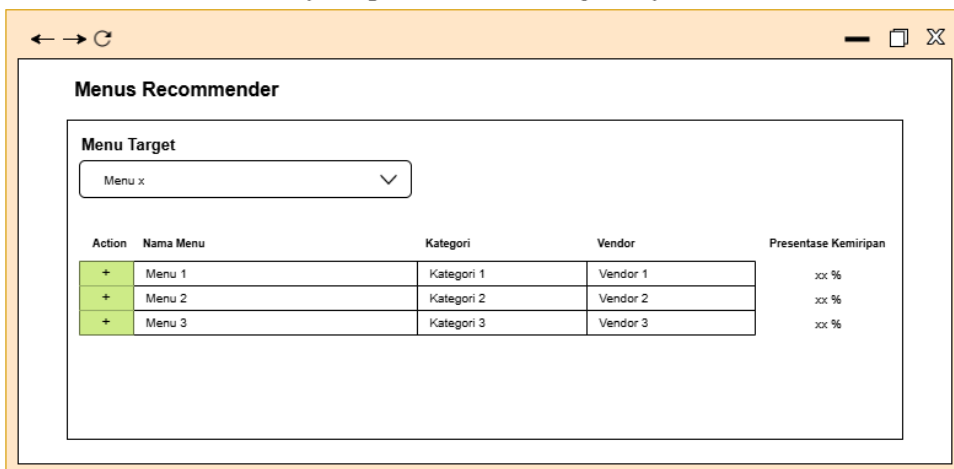 Menus Recommender
Menu Target
Menu x
Action Nama Menu Kategori Vendor Presentase Kemiripan
+ Menu 1 Kategori 1 Vendor 1 xx %
+ Menu 2 Kategori 2 Vendor 2 xx %
+ Menu 3 Kategori 3 Vendor 3 xx %